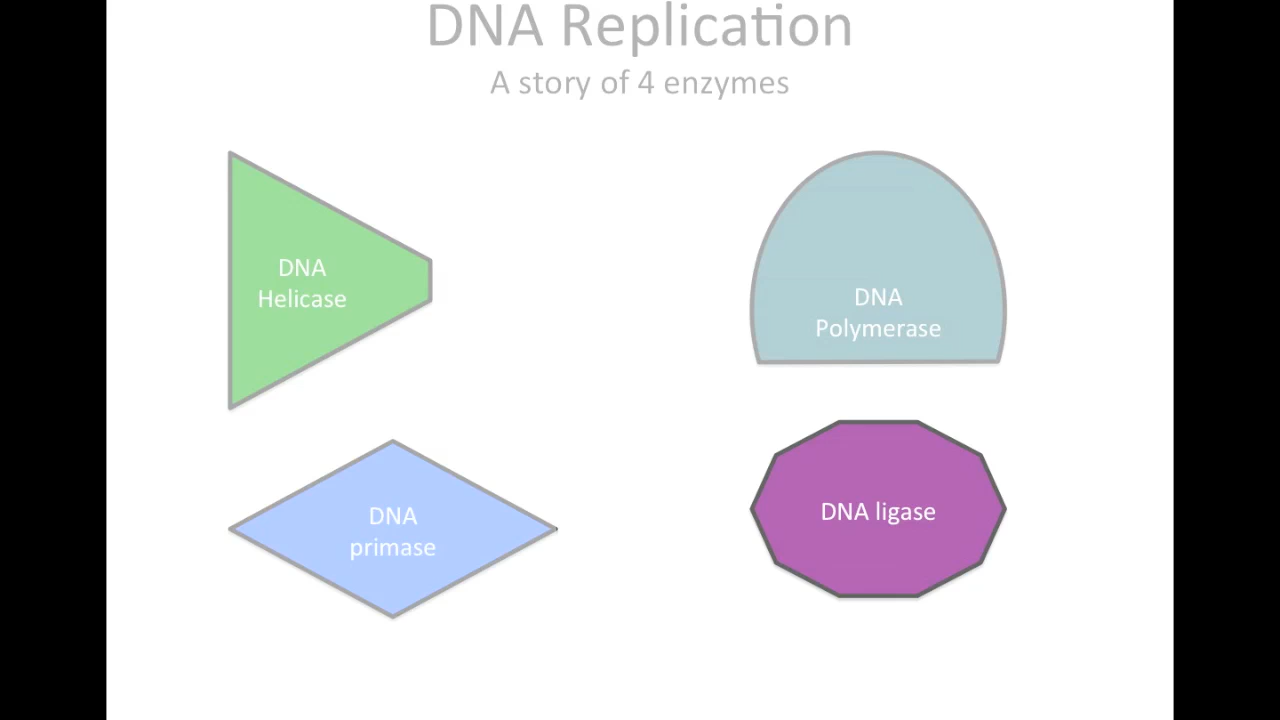 DNA Replication
A story of 4 enzymes
DNA
Helicase
DNA
Polymerase
DNA
primase
DNA ligase